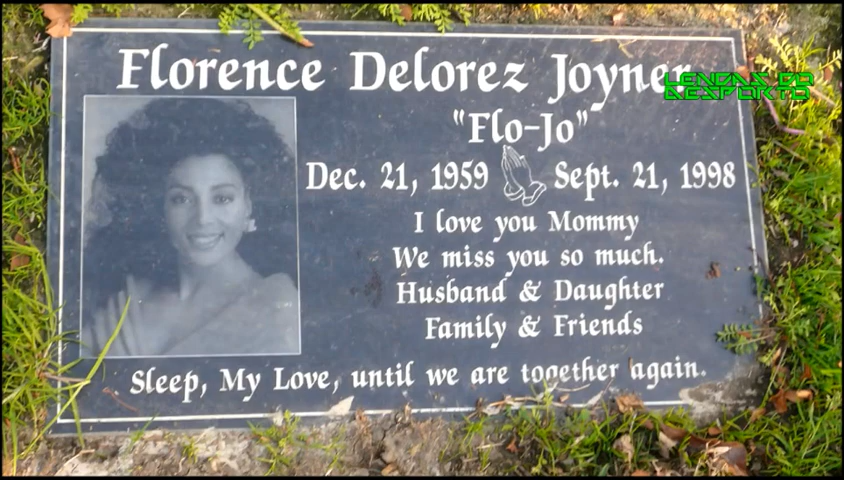 Florence Delorez Joyner
LENDAS DO
DESPORTO
"Flo-Jo"
Dec. 21, 1959 Sept. 21, 1998
I love you Mommy
We miss you so much.
Husband & Daughter
Family & Friends
Sleep, My Love, until we are together again.